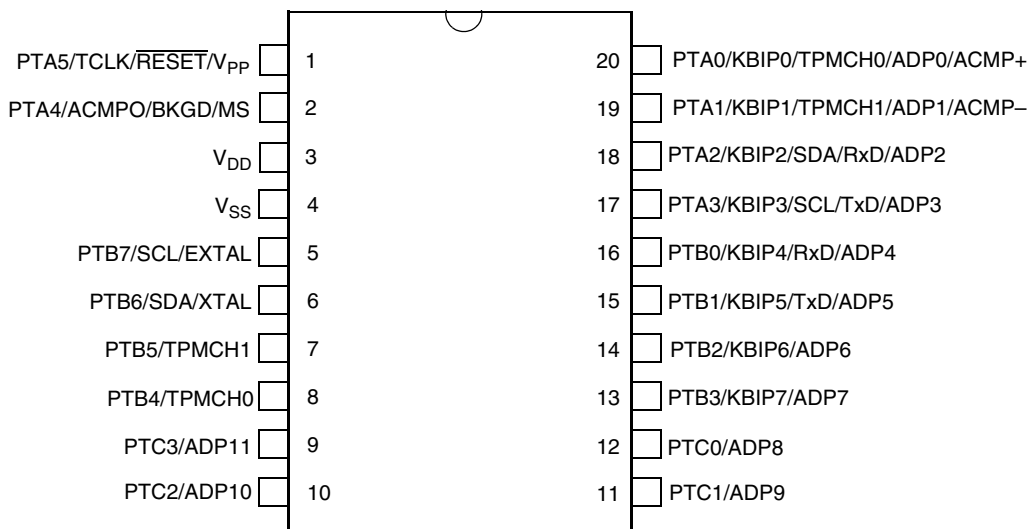 PTA5/TCLK/RESET/VPP 1 20 PTA0/KBIP0/TPMCH0/ADP0/ACMP+
PTA4/ACMPO/BKGD/MS 2 19 PTA1/KBIP1/TPMCH1/ADP1/ACMP–
VDD 3 18 PTA2/KBIP2/SDA/RxD/ADP2
VSS 4 17 PTA3/KBIP3/SCL/TxD/ADP3
PTB7/SCL/EXTAL 5 16 PTB0/KBIP4/RxD/ADP4
PTB6/SDA/XTAL 6 15 PTB1/KBIP5/TxD/ADP5
PTB5/TPMCH1 7 14 PTB2/KBIP6/ADP6
PTB4/TPMCH0 8 13 PTB3/KBIP7/ADP7
PTC3/ADP11 9 12 PTC0/ADP8
PTC2/ADP10 10 11 PTC1/ADP9